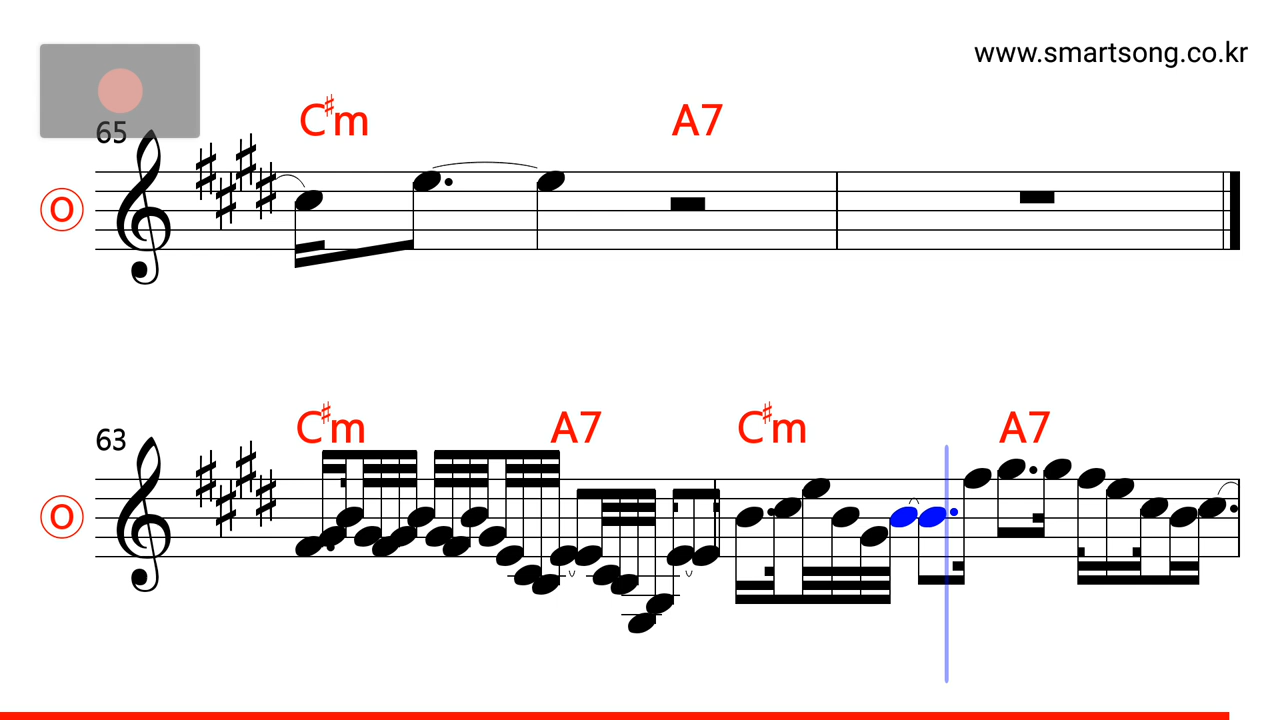 www.smartsong.co.kr
C♯m A7
65
O
C♯m A7 C♯m A7
63
O